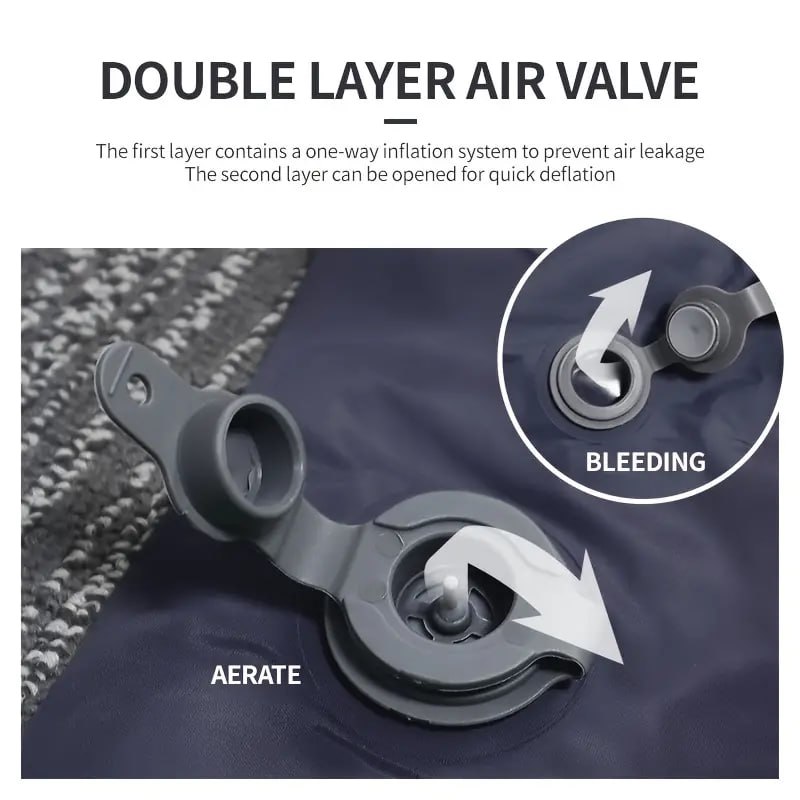 DOUBLE LAYER AIR VALVE
The first layer contains a one-way inflation system to prevent air leakage
The second layer can be opened for quick deflation
BLEEDING
AERATE